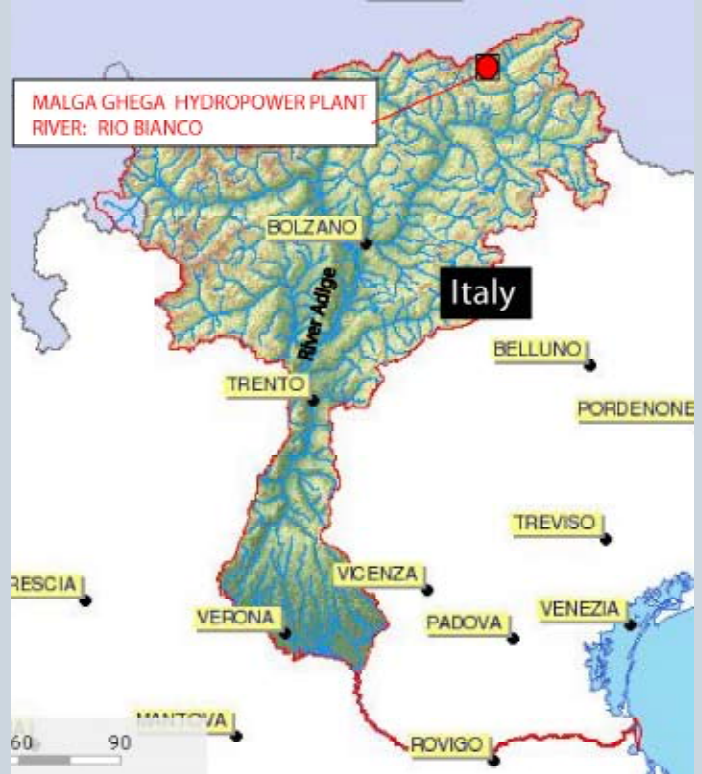 MALGA GHEGA HYDROPOWER PLANT
RIVER: RIO BIANCO
BOLZANO
Italy
River Adige
BELLUNO
TRENTO
PORDENONE
TREVISO
VICENZA
RESCIA
VENEZIA
VERONA
PADOVA
MANTOVA
60 90
ROVIGO